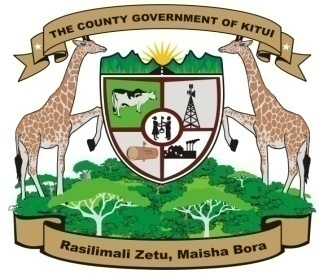 THE COUNTY GOVERNMENT OF KITUI
Rasilimali Zetu, Maisha Bora